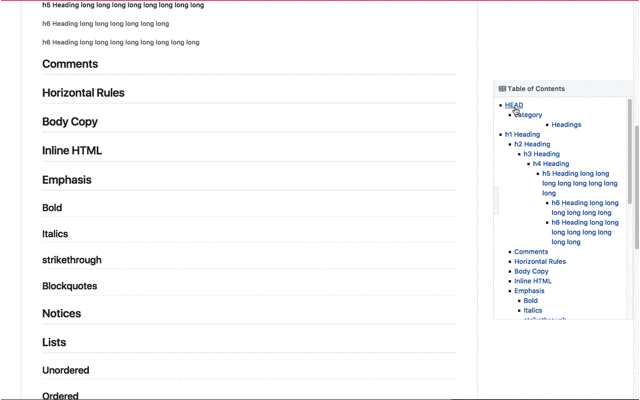 h5 Heading long long long long long long long long
h6 Heading long long long long long long
h6 Heading long long long long long long long long
Comments
Horizontal Rules
Body Copy
Inline HTML
Emphasis
Bold
Italics
strikethrough
Blockquotes
Notices
Lists
Unordered
Ordered
Table of Contents
HEAD
Category
Headings
h1 Heading
h2 Heading
h3 Heading
h4 Heading
h5 Heading long long
long long long long long
long
h6 Heading long long
long long long long
h6 Heading long long
long long long long
long long
Comments
Horizontal Rules
Body Copy
Inline HTML
Emphasis
Bold
Italics
strikethrough